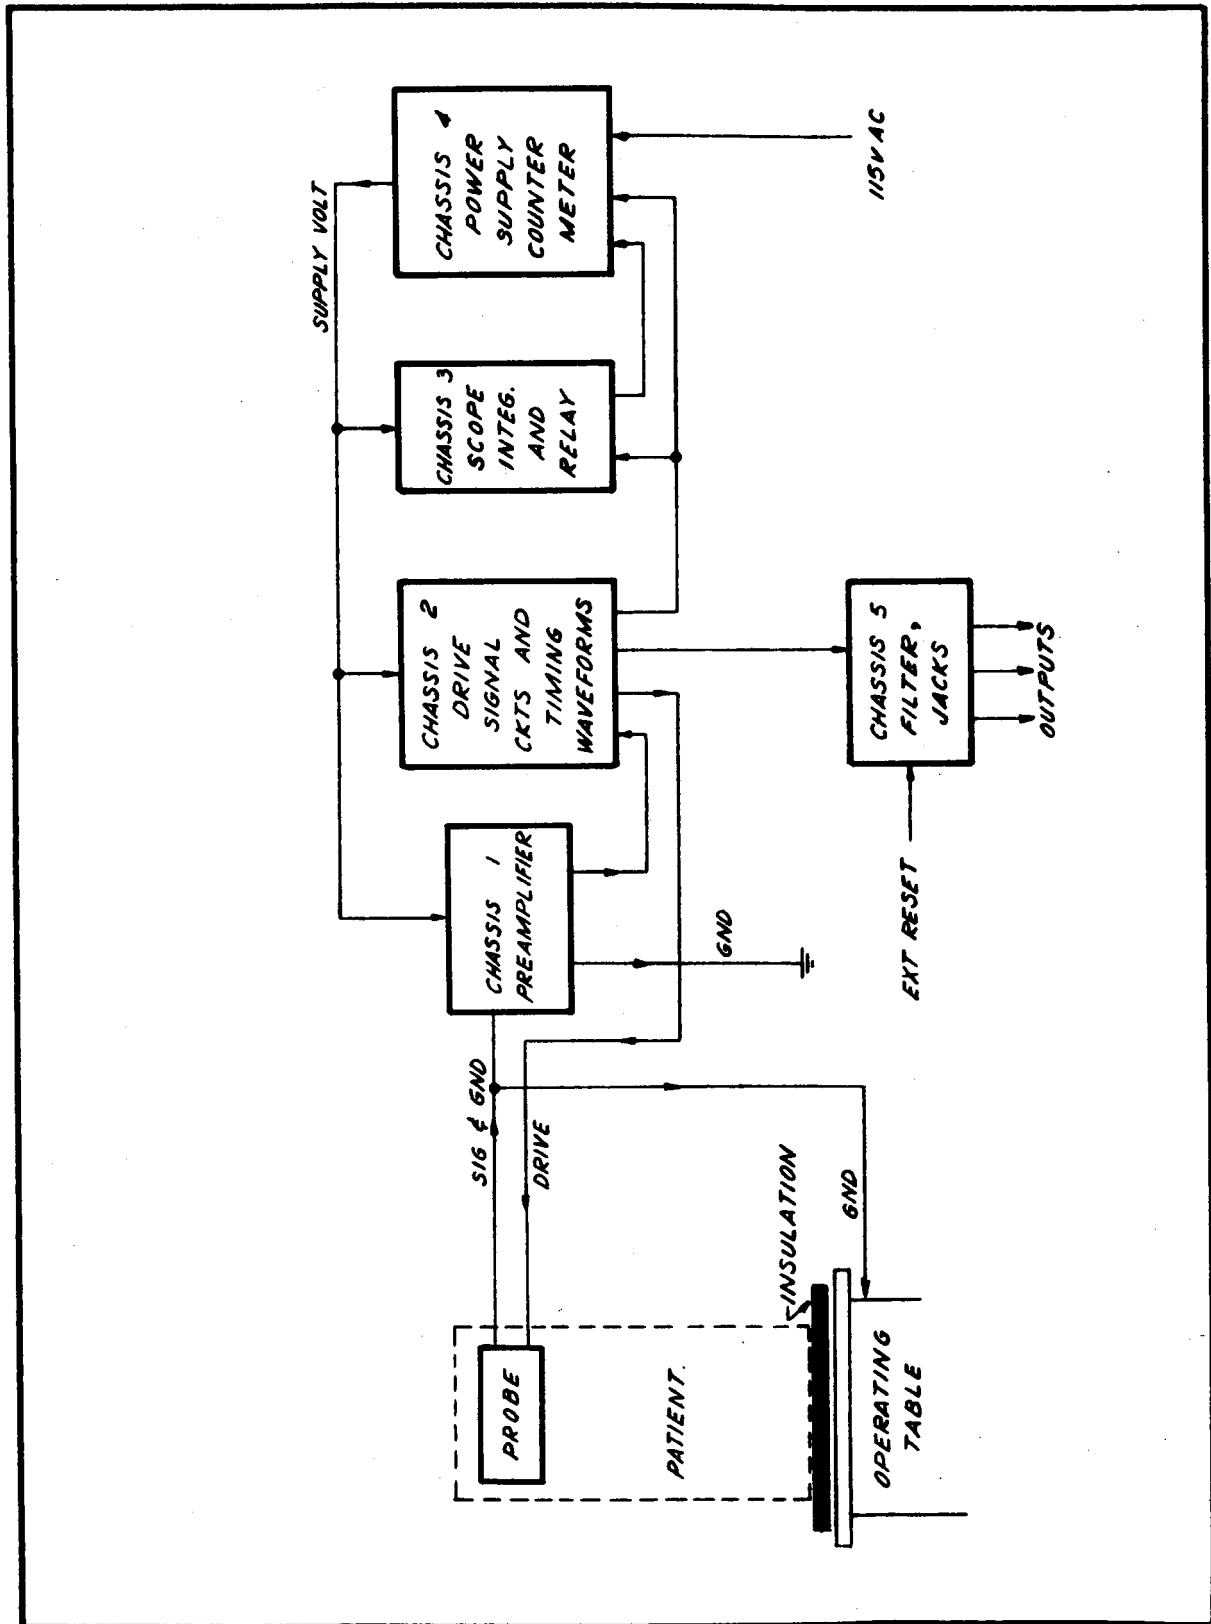 SUPPLY VOLT
CHASSIS 1
PREAMPLIFIER
CHASSIS 2
DRIVE
SIGNAL
CKTS AND
TIMING
WAVEFORMS
CHASSIS 3
SCOPE
INTEG.
AND
RELAY
CHASSIS 4
POWER
SUPPLY
COUNTER
METER
SIG & GND
DRIVE
PROBE
GND
115V AC
PATIENT.
INSULATION
GND
EXT RESET
CHASSIS 5
FILTER,
JACKS
OUTPUTS
OPERATING
TABLE